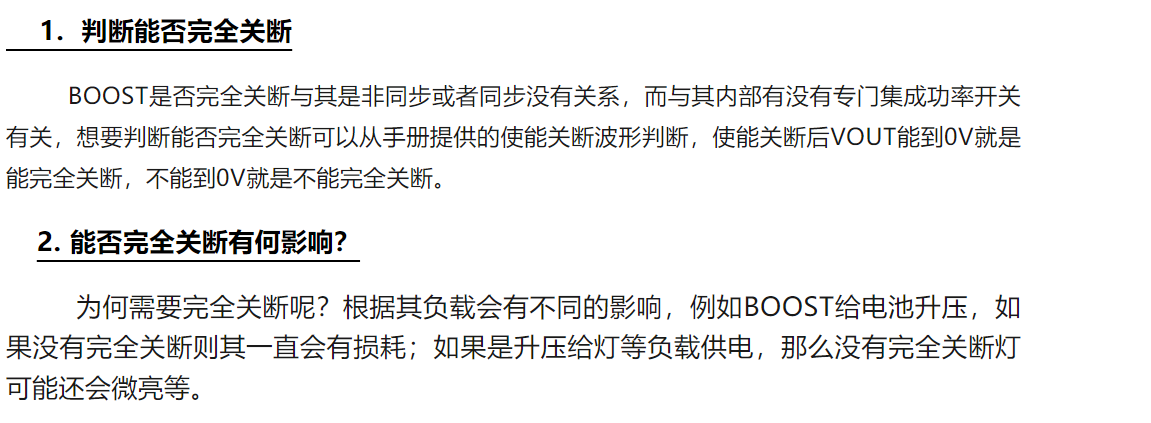 1. 判断能否完全关断
BOOST是否完全关断与其是非同步或者同步没有关系，而与其内部有没有专门集成功率开关
有关，想要判断能否完全关断可以从手册提供的使能关断波形判断，使能关断后VOUT能到0V就是
能完全关断，不能到0V就是不能完全关断。
2. 能否完全关断有何影响？
为何需要完全关断呢？根据其负载会有不同的影响，例如BOOST给电池升压，如
果没有完全关断则其一直会有损耗；如果是升压给灯等负载供电，那么没有完全关断灯
可能还会微亮等。